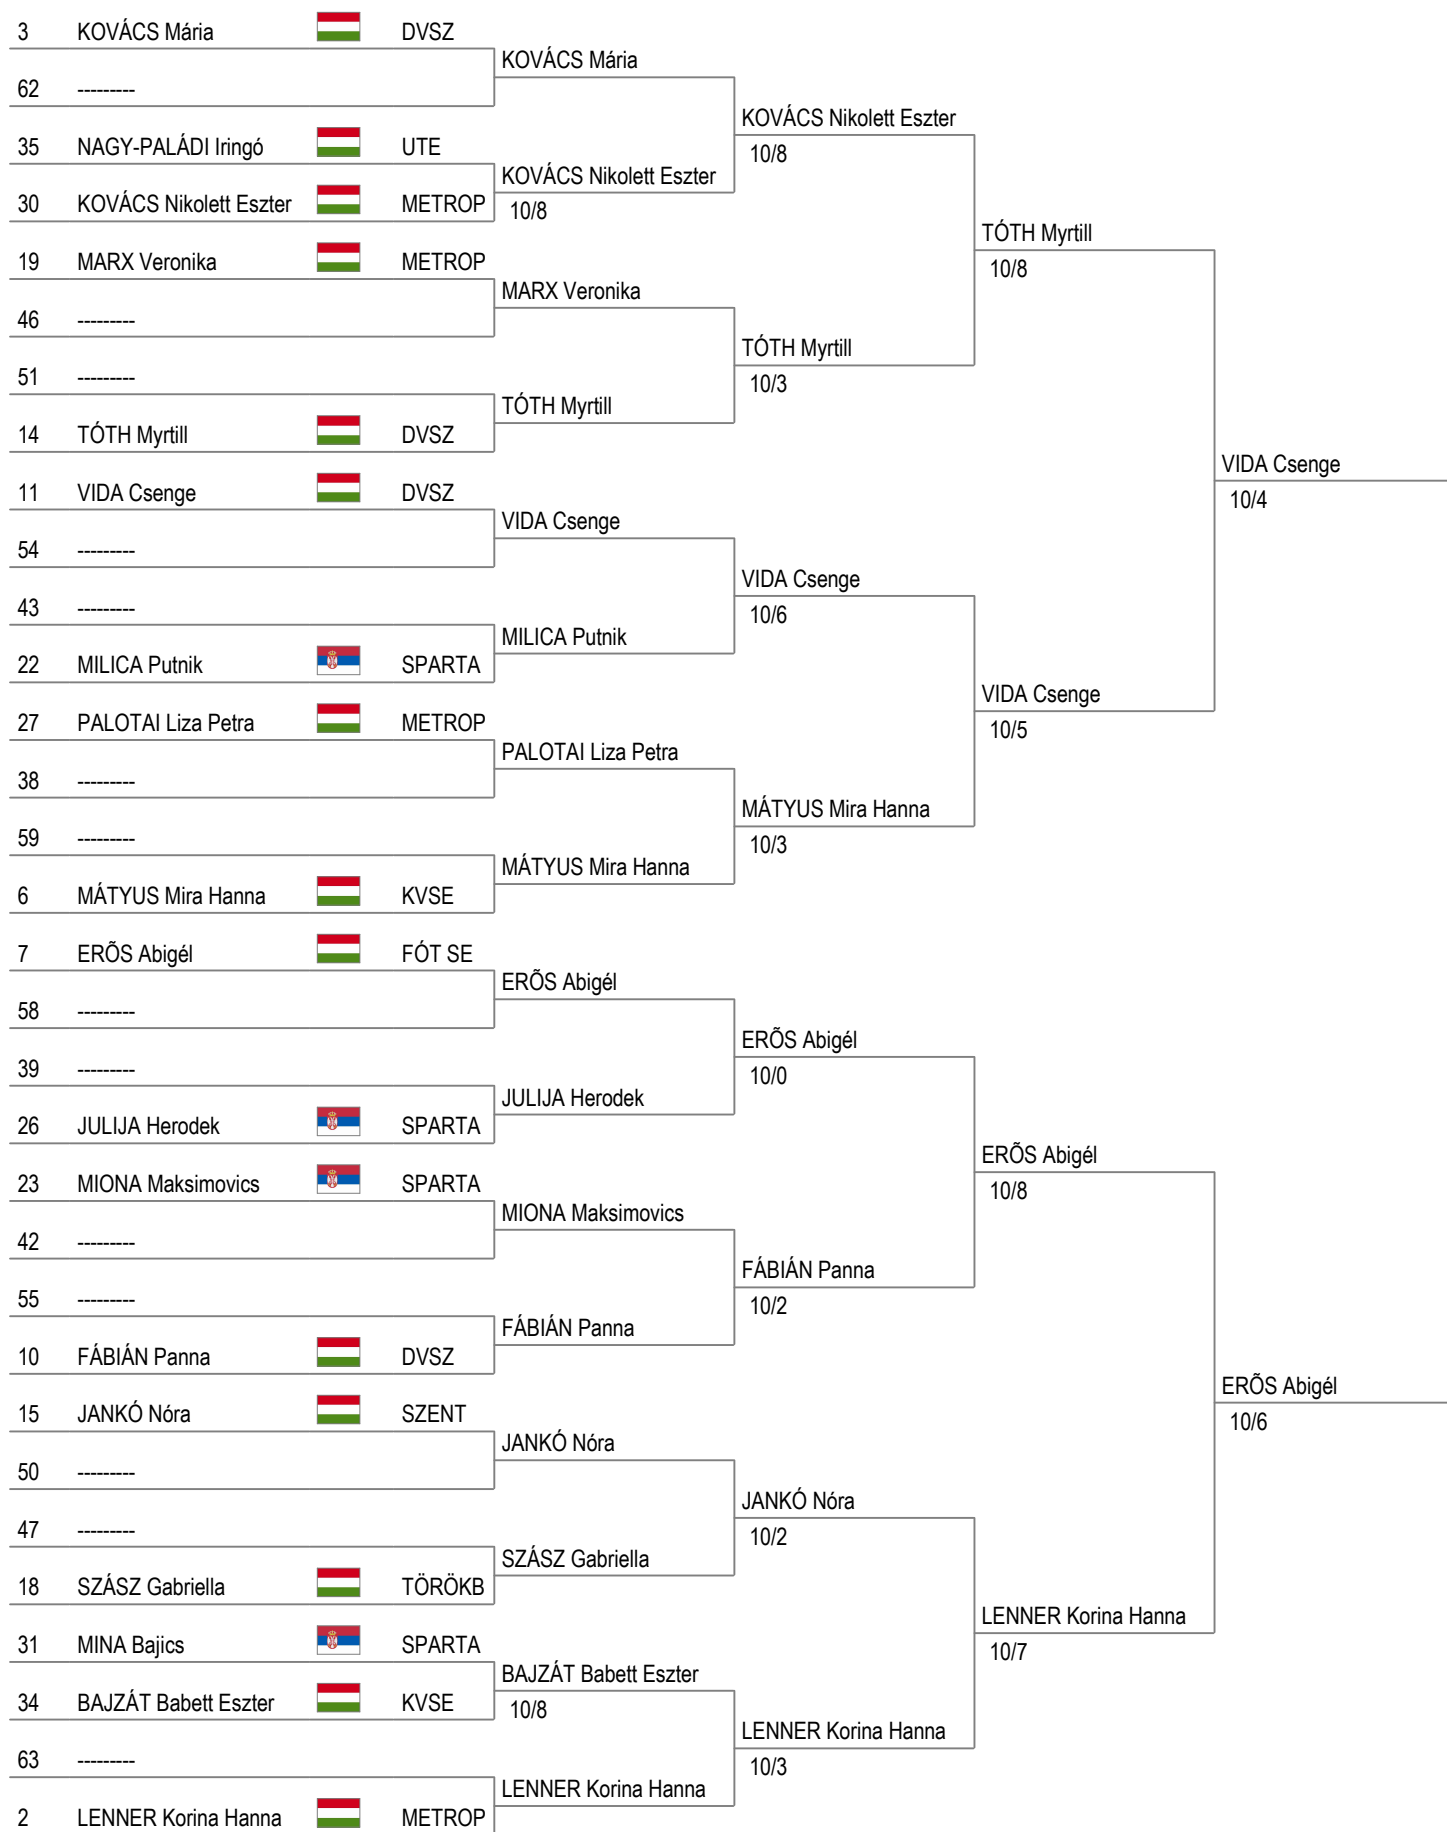 3 KOVÁCS Mária DVSZ
KOVÁCS Mária
62 ---------
KOVÁCS Nikolett Eszter
10/8
35 NAGY-PALÁDI Iringó UTE
KOVÁCS Nikolett Eszter
10/8
30 KOVÁCS Nikolett Eszter METROP
TÓTH Myrtill
10/8
19 MARX Veronika METROP
MARX Veronika
46 ---------
TÓTH Myrtill
10/3
51 ---------
TÓTH Myrtill
14 TÓTH Myrtill DVSZ
VIDA Csenge
10/4
11 VIDA Csenge DVSZ
VIDA Csenge
54 ---------
VIDA Csenge
10/6
43 ---------
MILICA Putnik
22 MILICA Putnik SPARTA
VIDA Csenge
10/5
27 PALOTAI Liza Petra METROP
PALOTAI Liza Petra
38 ---------
MÁTYUS Mira Hanna
10/3
59 ---------
MÁTYUS Mira Hanna
6 MÁTYUS Mira Hanna KVSE
7 ERÕS Abigél FÓT SE
ERÕS Abigél
58 ---------
ERÕS Abigél
10/0
39 ---------
JULIJA Herodek
26 JULIJA Herodek SPARTA
ERÕS Abigél
10/8
23 MIONA Maksimovics SPARTA
MIONA Maksimovics
42 ---------
FÁBIÁN Panna
10/2
55 ---------
FÁBIÁN Panna
10 FÁBIÁN Panna DVSZ
ERÕS Abigél
10/6
15 JANKÓ Nóra SZENT
JANKÓ Nóra
50 ---------
JANKÓ Nóra
10/2
47 ---------
SZÁSZ Gabriella
18 SZÁSZ Gabriella TÖRÖKB
LENNER Korina Hanna
10/7
31 MINA Bajics SPARTA
BAJZÁT Babett Eszter
10/8
34 BAJZÁT Babett Eszter KVSE
LENNER Korina Hanna
10/3
63 ---------
LENNER Korina Hanna
2 LENNER Korina Hanna METROP